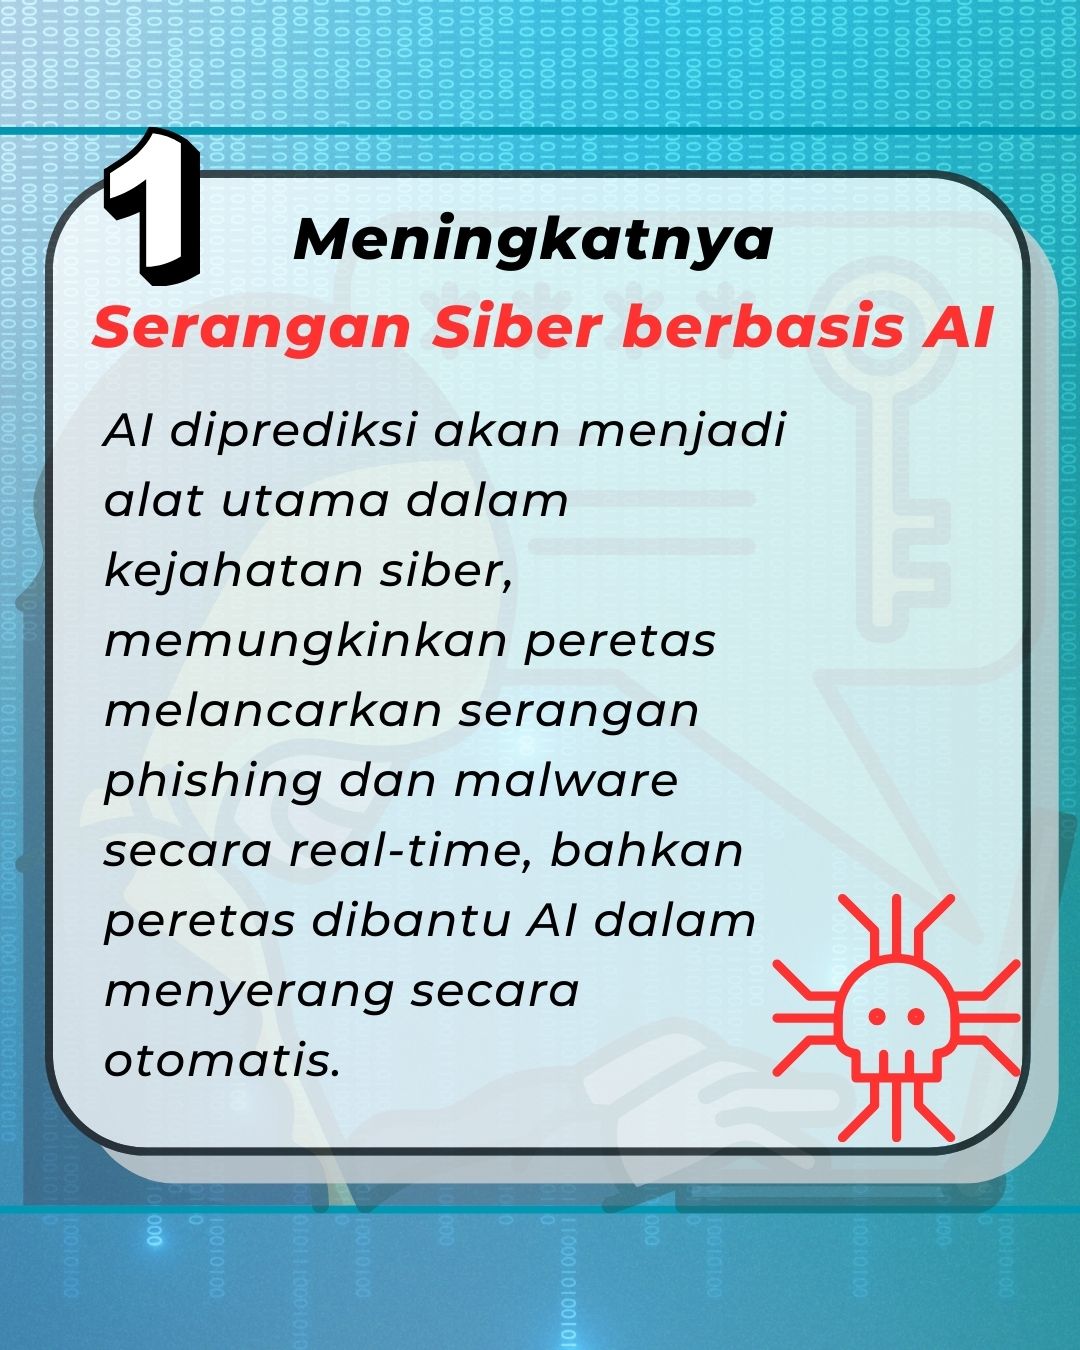 1
Meningkatnya
Serangan Siber berbasis AI
AI diprediksi akan menjadi
alat utama dalam
kejahatan siber,
memungkinkan peretas
melancarkan serangan
phishing dan malware
secara real-time, bahkan
peretas dibantu AI dalam
menyerang secara
otomatis.